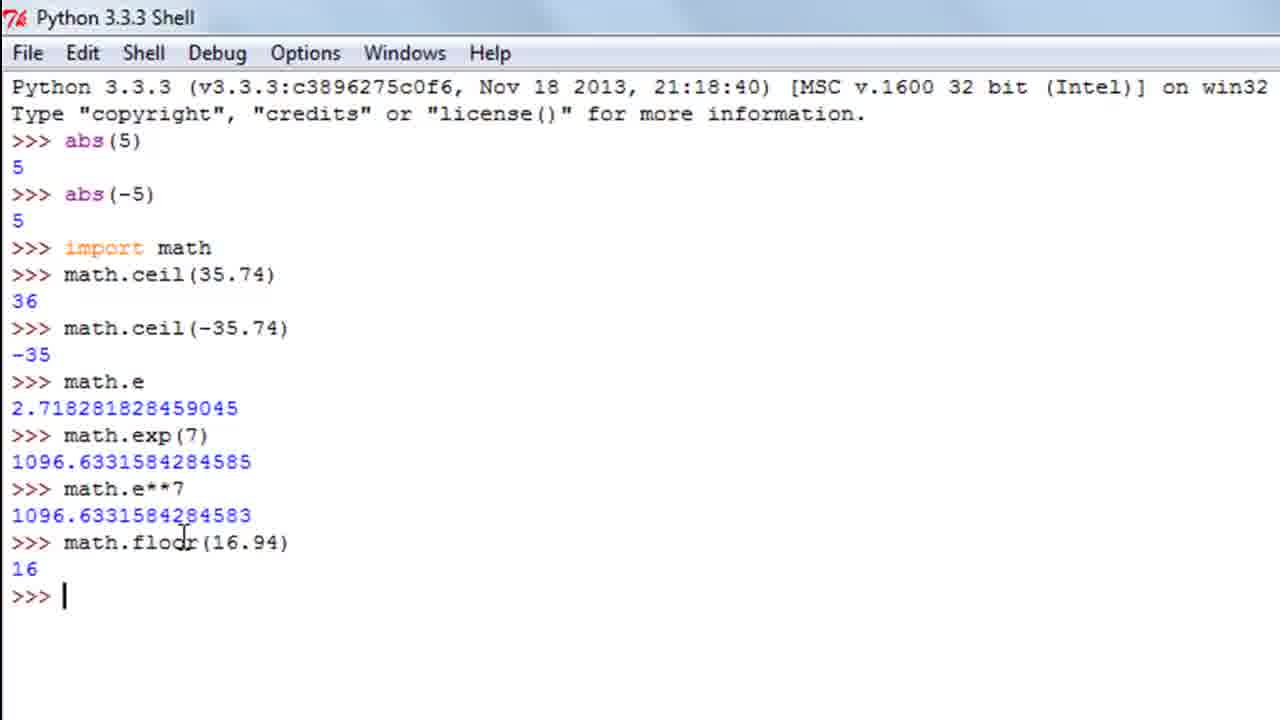 Python 3.3.3 Shell
File Edit Shell Debug Options Windows Help
Python 3.3.3 (v3.3.3:c3896275c0f6, Nov 18 2013, 21:18:40) [MSC v.1600 32 bit (Intel)] on win32
Type "copyright", "credits" or "license()" for more information.
>>> abs(5)
5
>>> abs(-5)
5
>>> import math
>>> math.ceil(35.74)
36
>>> math.ceil(-35.74)
-35
>>> math.e
2.718281828459045
>>> math.exp(7)
1096.6331584284585
>>> math.e**7
1096.6331584284583
>>> math.floor(16.94)
16
>>>